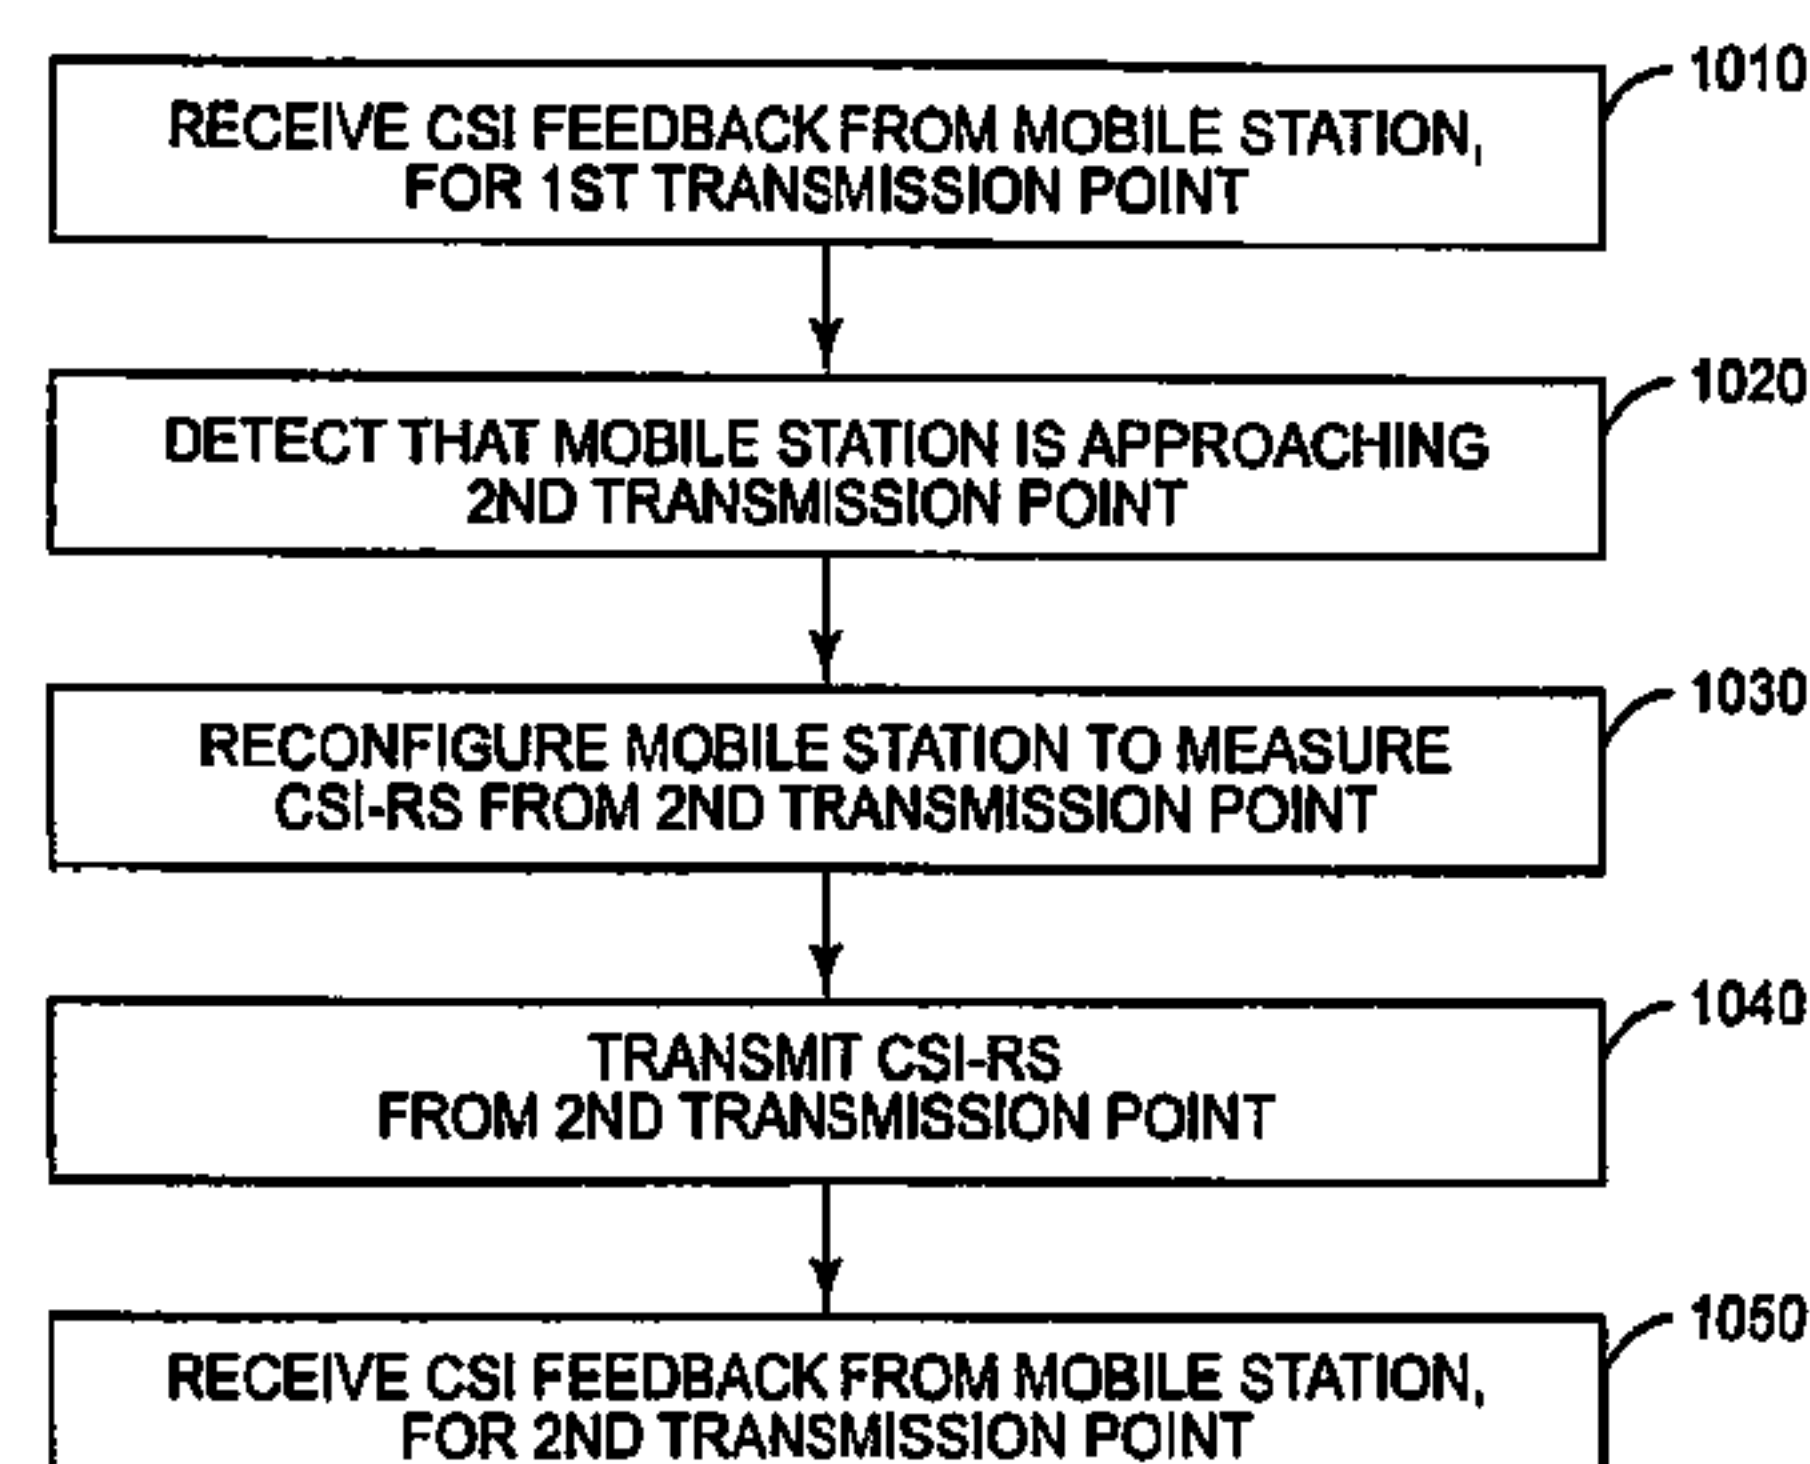 1010
RECEIVE CSI FEEDBACK FROM MOBILE STATION,
FOR 1ST TRANSMISSION POINT
1020
DETECT THAT MOBILE STATION IS APPROACHING
2ND TRANSMISSION POINT
1030
RECONFIGURE MOBILE STATION TO MEASURE
CSI-RS FROM 2ND TRANSMISSION POINT
1040
TRANSMIT CSI-RS
FROM 2ND TRANSMISSION POINT
1050
RECEIVE CSI FEEDBACK FROM MOBILE STATION,
FOR 2ND TRANSMISSION POINT